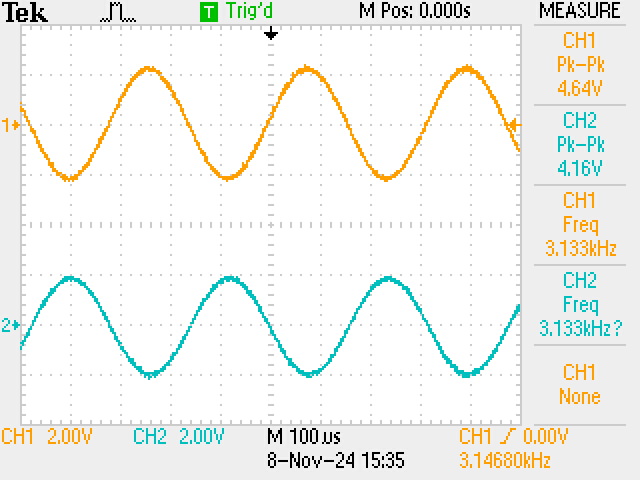 Tek T Trig'd M Pos: 0.000s MEASURE
CH1
Pk-Pk
4.64V
1
CH2
Pk-Pk
4.16V
CH1
Freq
3.133kHz
CH2
Freq
2
3.133kHz?
CH1
None
CH1 2.00V CH2 2.00V M 100µs CH1 0.00V
8-Nov-24 15:35 3.14680kHz